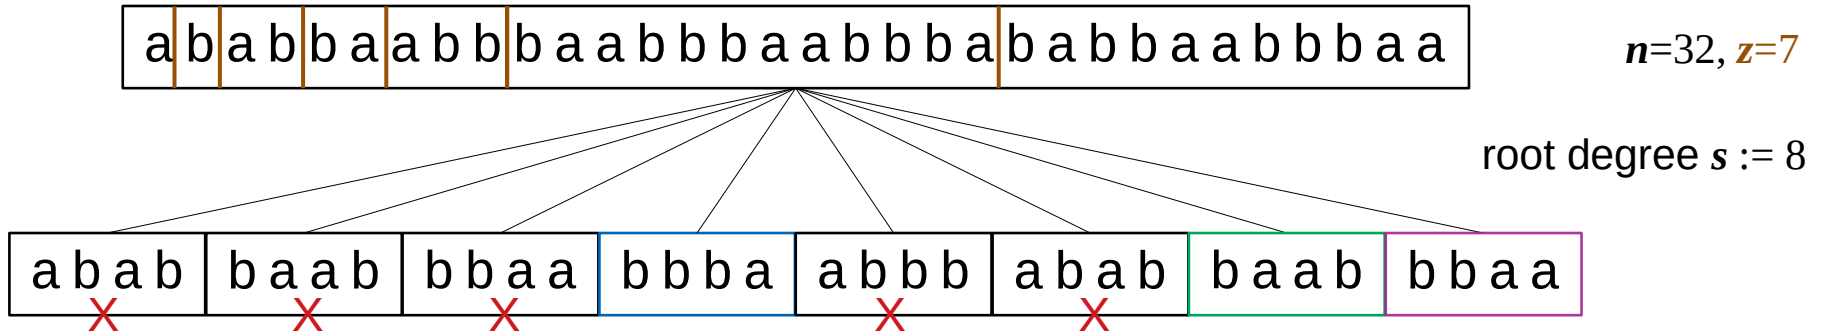 a b a b b a a b b b a a b b b a a b b b a b a b b a a b b b a a
n=32, z=7
root degree s := 8
a b a b b a a b b b a a b b b a a b b b a b a b b a a b b b a a
X X X X X